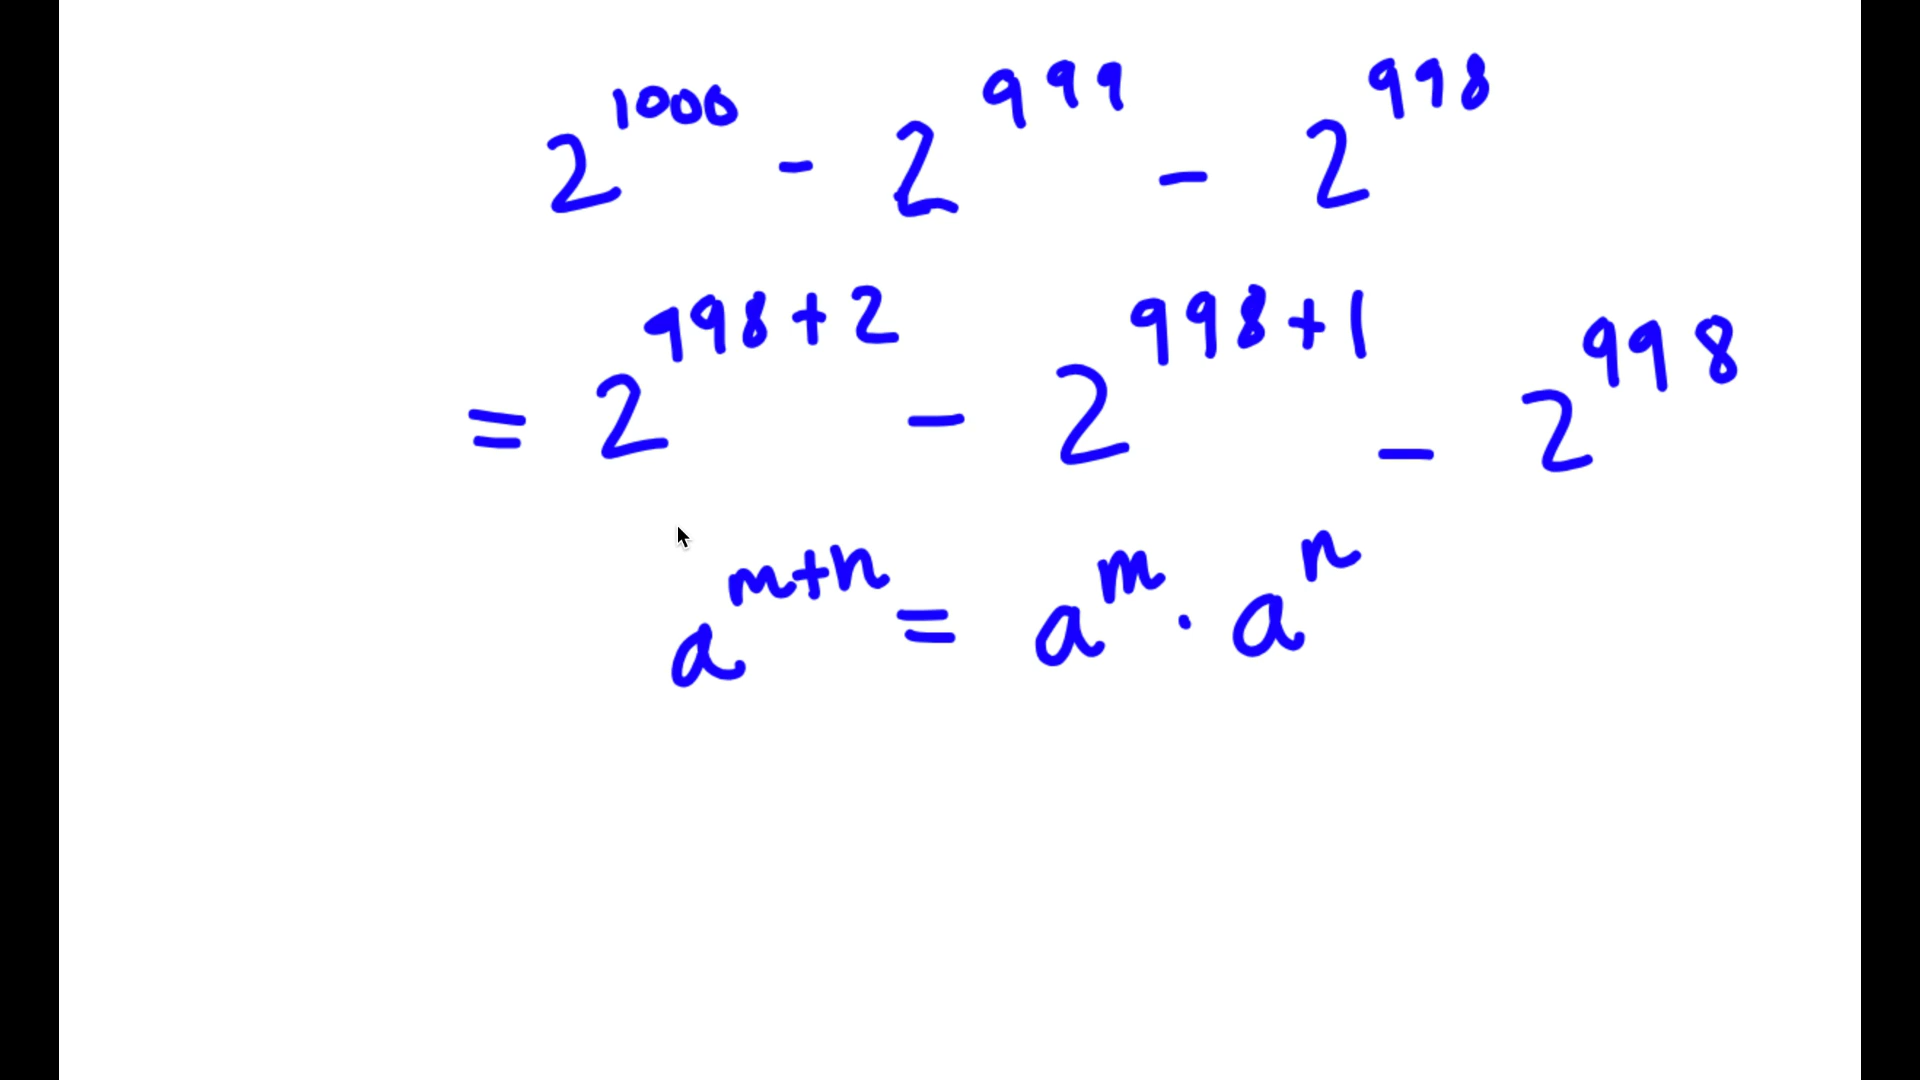 2^1000 - 2^999 - 2^998
= 2^998+2 - 2^998+1 - 2^998
a^m+n = a^m · a^n